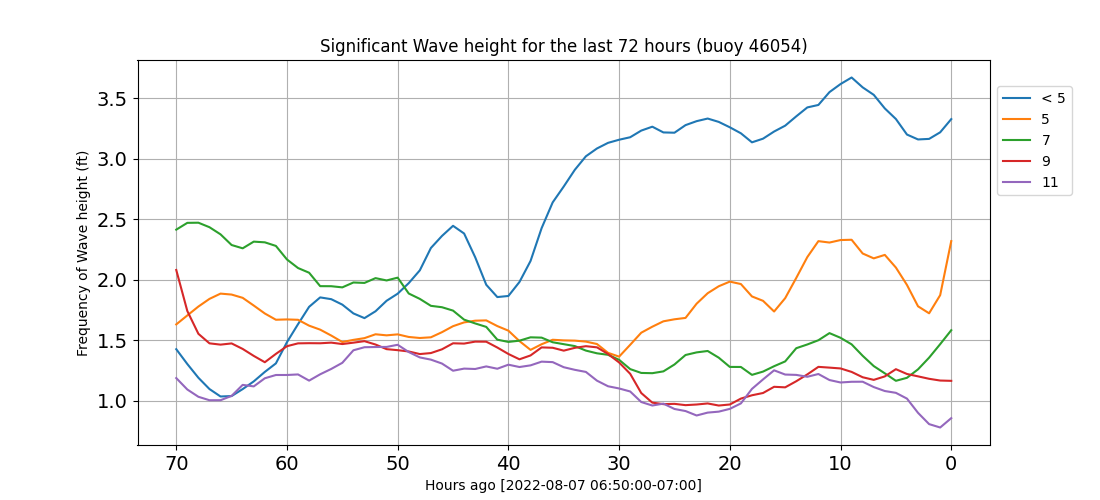 Significant Wave height for the last 72 hours (buoy 46054)
Frequency of Wave height (ft)
3.5
3.0
2.5
2.0
1.5
1.0
70 60 50 40 30 20 10 0
Hours ago [2022-08-07 06:50:00-07:00]
< 5
5
7
9
11